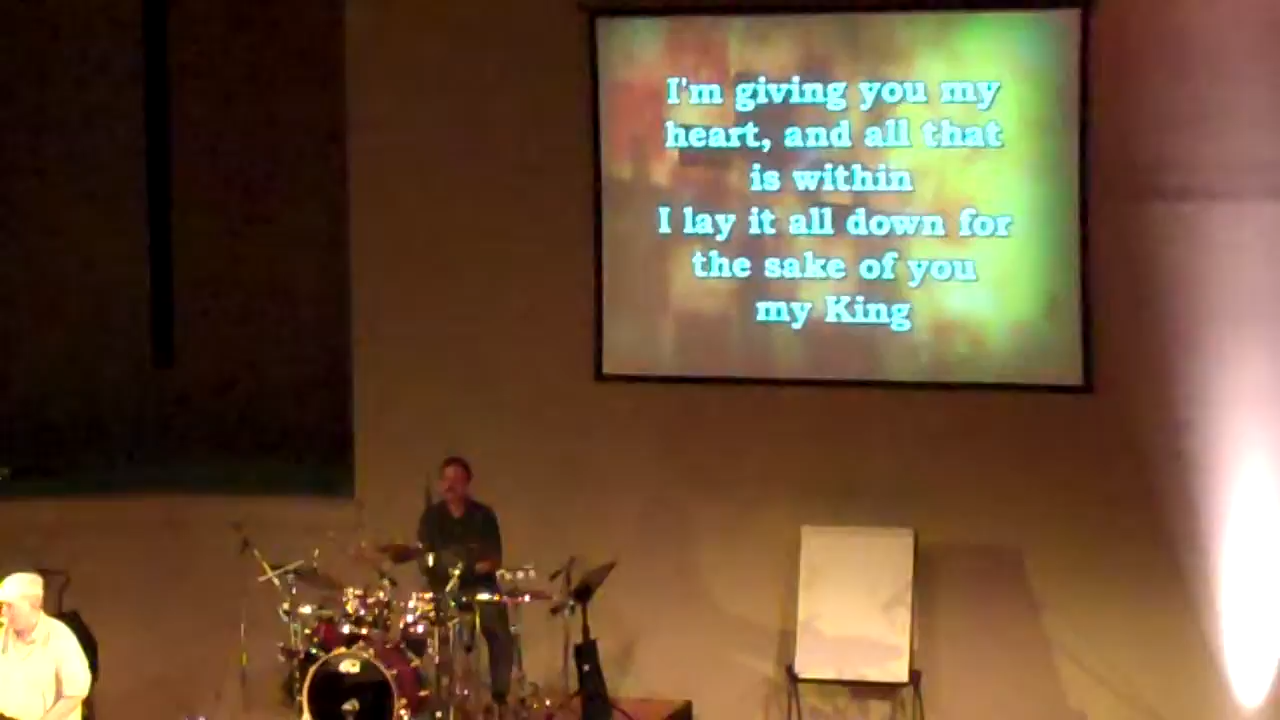 I'm giving you my
heart, and all that
is within
I lay it all down for
the sake of you
my King